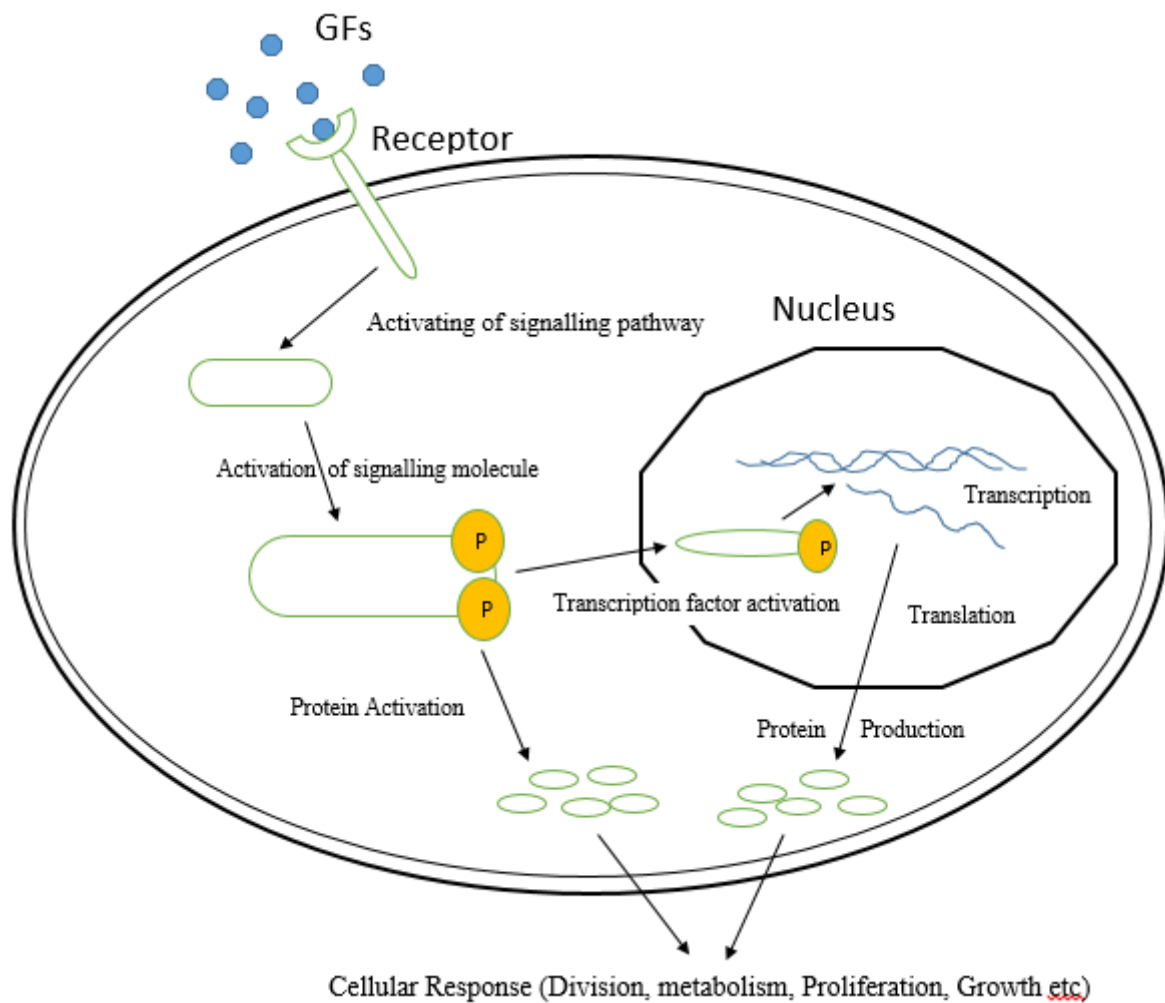 GFs
Receptor
Activating of signalling pathway
Nucleus
Activation of signalling molecule
Transcription
P
P
P
Transcription factor activation
Translation
Protein Activation
Protein Production
Cellular Response (Division, metabolism, Proliferation, Growth etc)